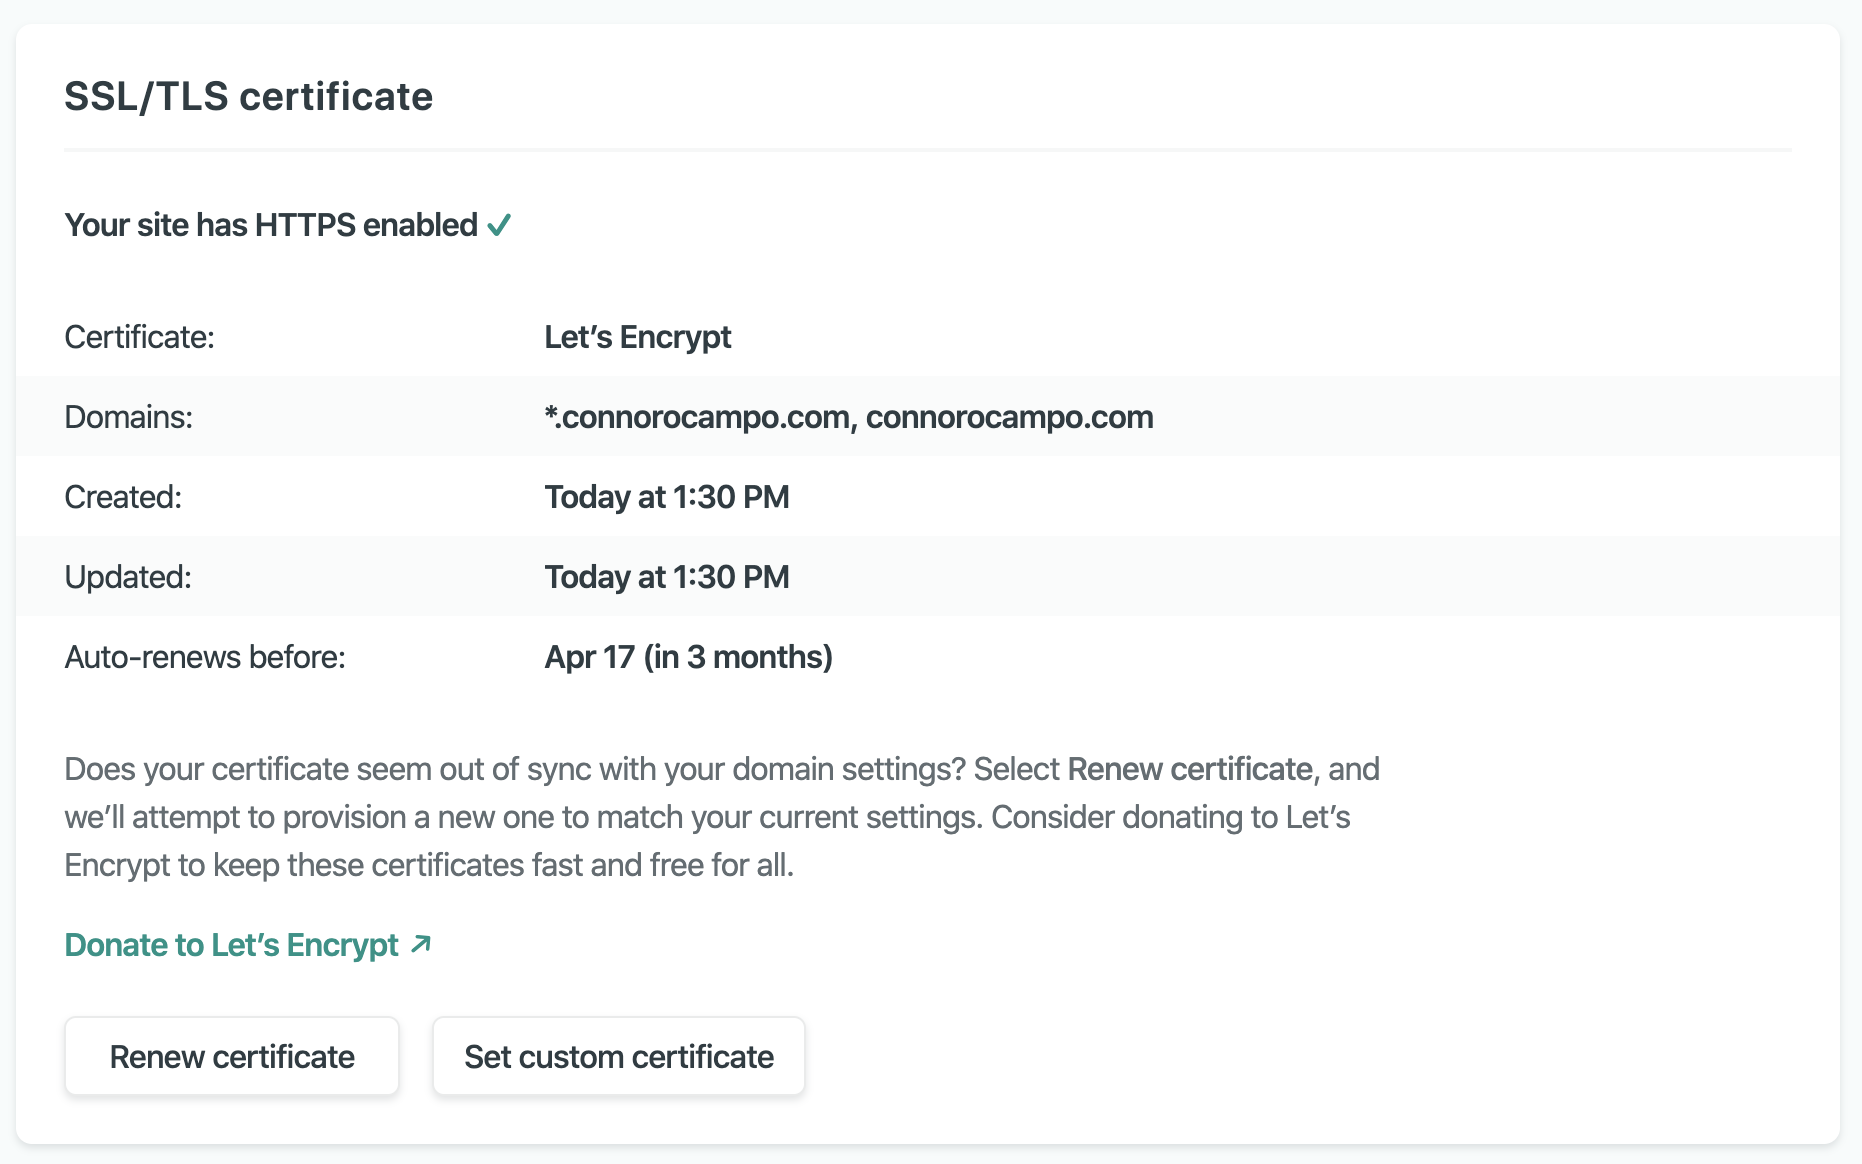 SSL/TLS certificate
Your site has HTTPS enabled ✓
Certificate: Let’s Encrypt
Domains: *.connorocampo.com, connorocampo.com
Created: Today at 1:30 PM
Updated: Today at 1:30 PM
Auto-renews before: Apr 17 (in 3 months)
Does your certificate seem out of sync with your domain settings? Select Renew certificate, and
we’ll attempt to provision a new one to match your current settings. Consider donating to Let’s
Encrypt to keep these certificates fast and free for all.
Donate to Let’s Encrypt ↗
Renew certificate Set custom certificate